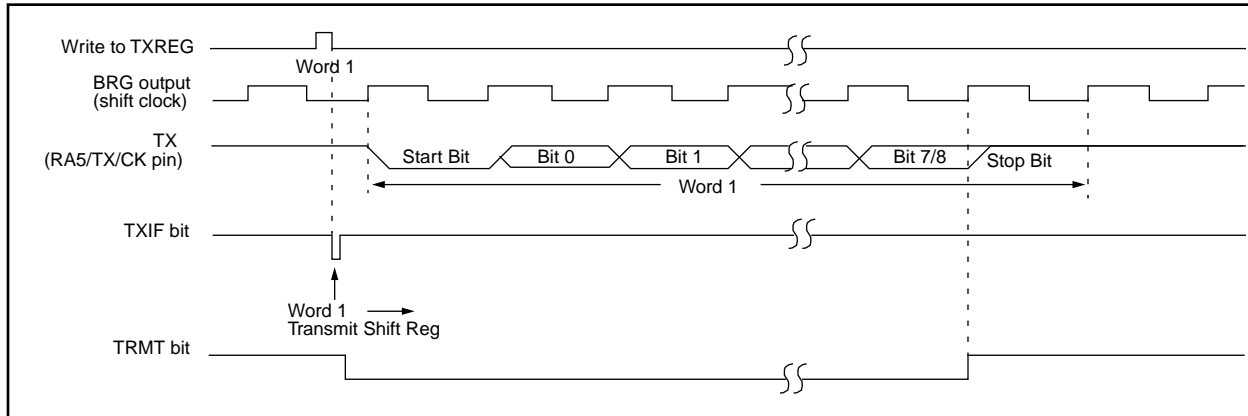 Write to TXREG
Word 1
BRG output
(shift clock)
TX
(RA5/TX/CK pin)
Start Bit
Bit 0
Bit 1
Bit 7/8
Stop Bit
Word 1
TXIF bit
Word 1
Transmit Shift Reg
TRMT bit